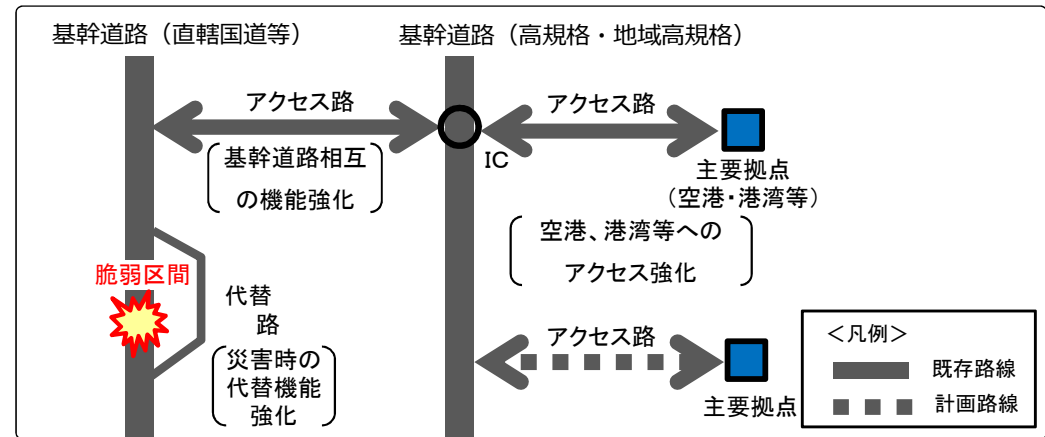 基幹道路（直轄国道等）
基幹道路（高規格・地域高規格）
アクセス路
アクセス路
基幹道路相互
の機能強化
IC
主要拠点
（空港・港湾等）
空港、港湾等への
アクセス強化
脆弱区間
代替
路
災害時の
代替機能
強化
アクセス路
主要拠点
＜凡例＞
既存路線
計画路線